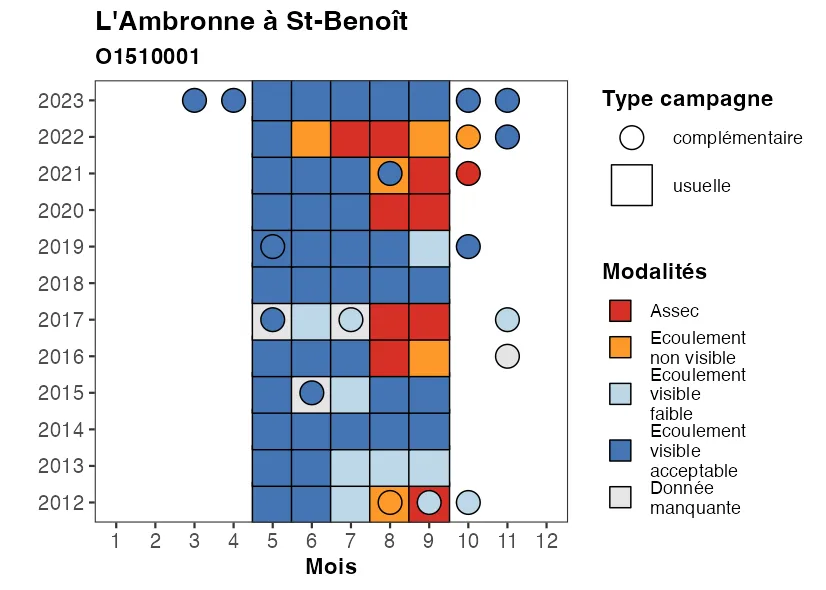 L'Ambronne à St-Benoît
O1510001
2023
2022
2021
2020
2019
2018
2017
2016
2015
2014
2013
2012
1 2 3 4 5 6 7 8 9 10 11 12
Mois
Type campagne
complémentaire
usuelle
Modalités
Assec
Ecoulement
non visible
Ecoulement
visible
faible
Ecoulement
visible
acceptable
Donnée
manquante